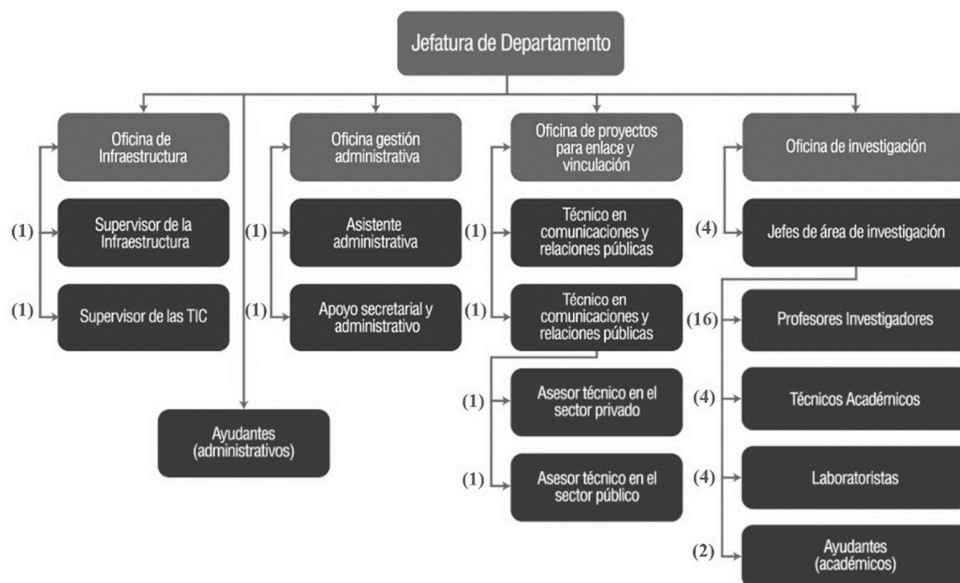 Jefatura de Departamento
Oficina de
Infraestructura
(1)
Supervisor de la
Infraestructura
(1)
Supervisor de las TIC
Ayudantes
(administrativos)
Oficina gestión
administrativa
(1)
Asistente
administrativa
(1)
Apoyo secretarial y
administrativo
Oficina de proyectos
para enlace y
vinculación
(1)
Técnico en
comunicaciones y
relaciones públicas
(1)
Técnico en
comunicaciones y
relaciones públicas
(1)
Asesor técnico en el
sector privado
(1)
Asesor técnico en el
sector público
Oficina de investigación
(4)
Jefes de área de investigación
(16)
Profesores Investigadores
(4)
Técnicos Académicos
(4)
Laboratoristas
(2)
Ayudantes
(académicos)